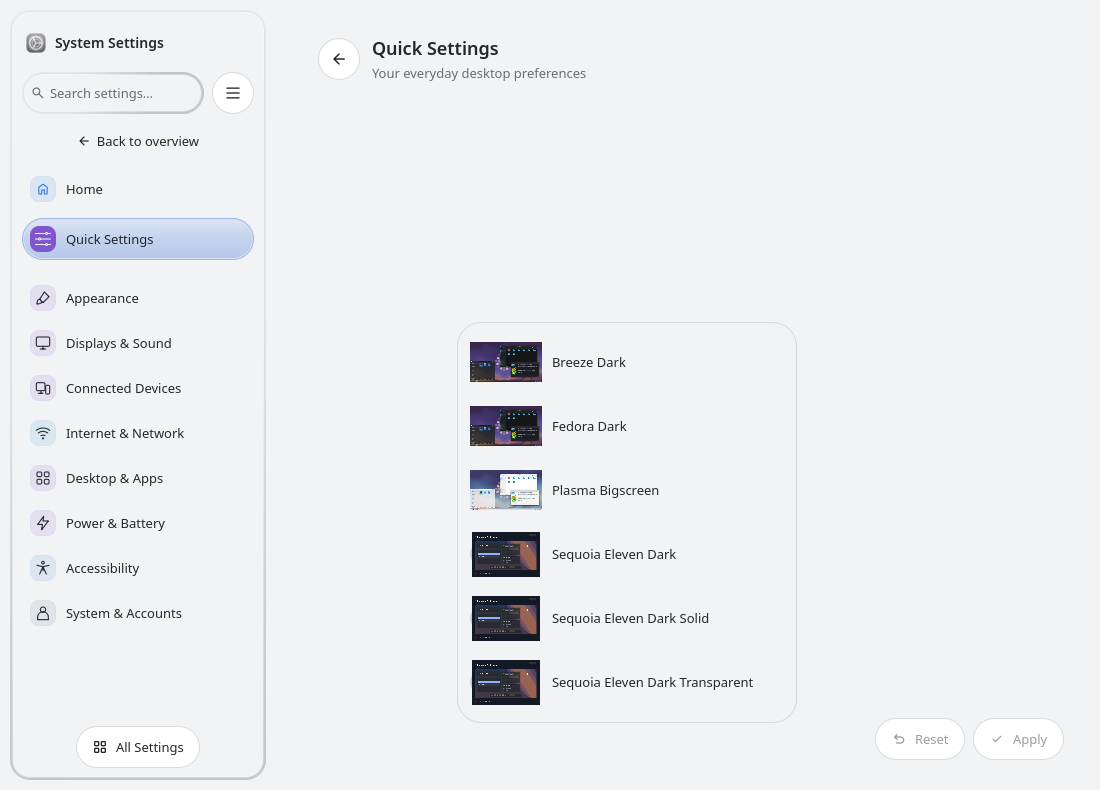 System Settings
Search settings...
Back to overview
Home
Quick Settings
Appearance
Displays & Sound
Connected Devices
Internet & Network
Desktop & Apps
Power & Battery
Accessibility
System & Accounts
All Settings
Quick Settings
Your everyday desktop preferences
Breeze Dark
Fedora Dark
Plasma Bigscreen
Sequoia Eleven Dark
Sequoia Eleven Dark Solid
Sequoia Eleven Dark Transparent
Reset
Apply